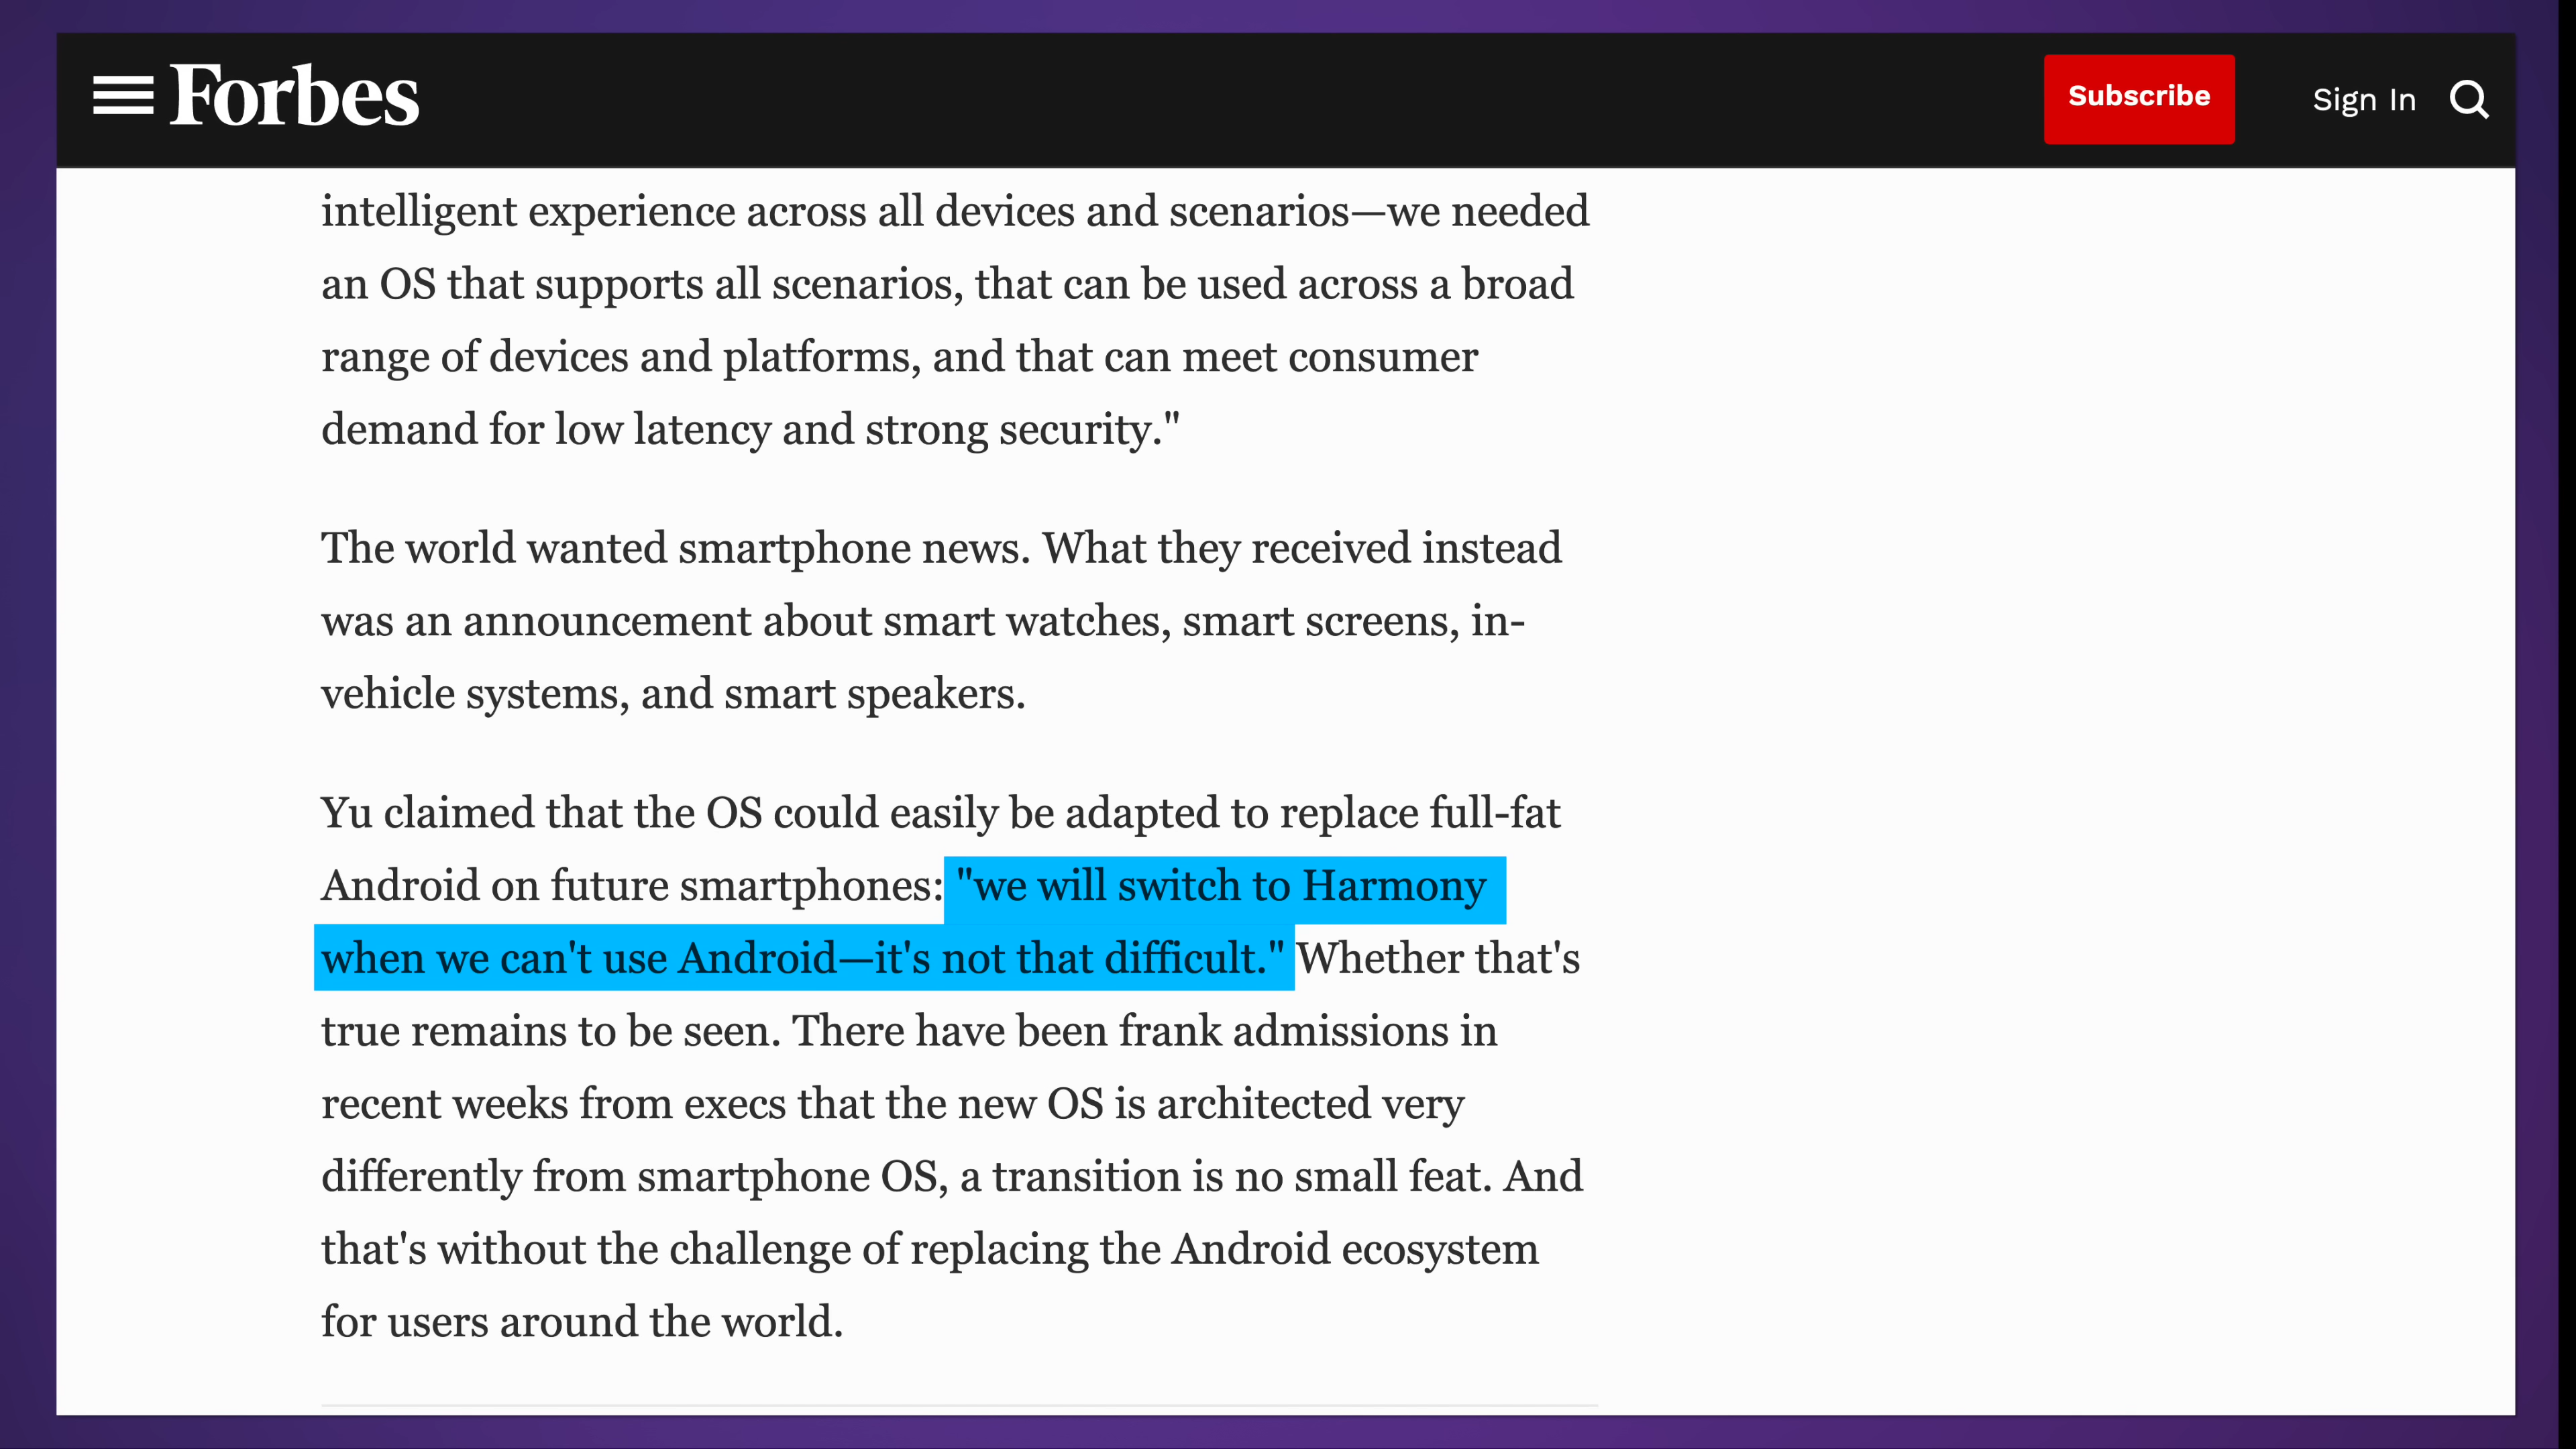 Forbes
Subscribe
Sign In
intelligent experience across all devices and scenarios—we needed
an OS that supports all scenarios, that can be used across a broad
range of devices and platforms, and that can meet consumer
demand for low latency and strong security."
The world wanted smartphone news. What they received instead
was an announcement about smart watches, smart screens, in-
vehicle systems, and smart speakers.
Yu claimed that the OS could easily be adapted to replace full-fat
Android on future smartphones: "we will switch to Harmony
when we can't use Android—it's not that difficult." Whether that's
true remains to be seen. There have been frank admissions in
recent weeks from execs that the new OS is architected very
differently from smartphone OS, a transition is no small feat. And
that's without the challenge of replacing the Android ecosystem
for users around the world.